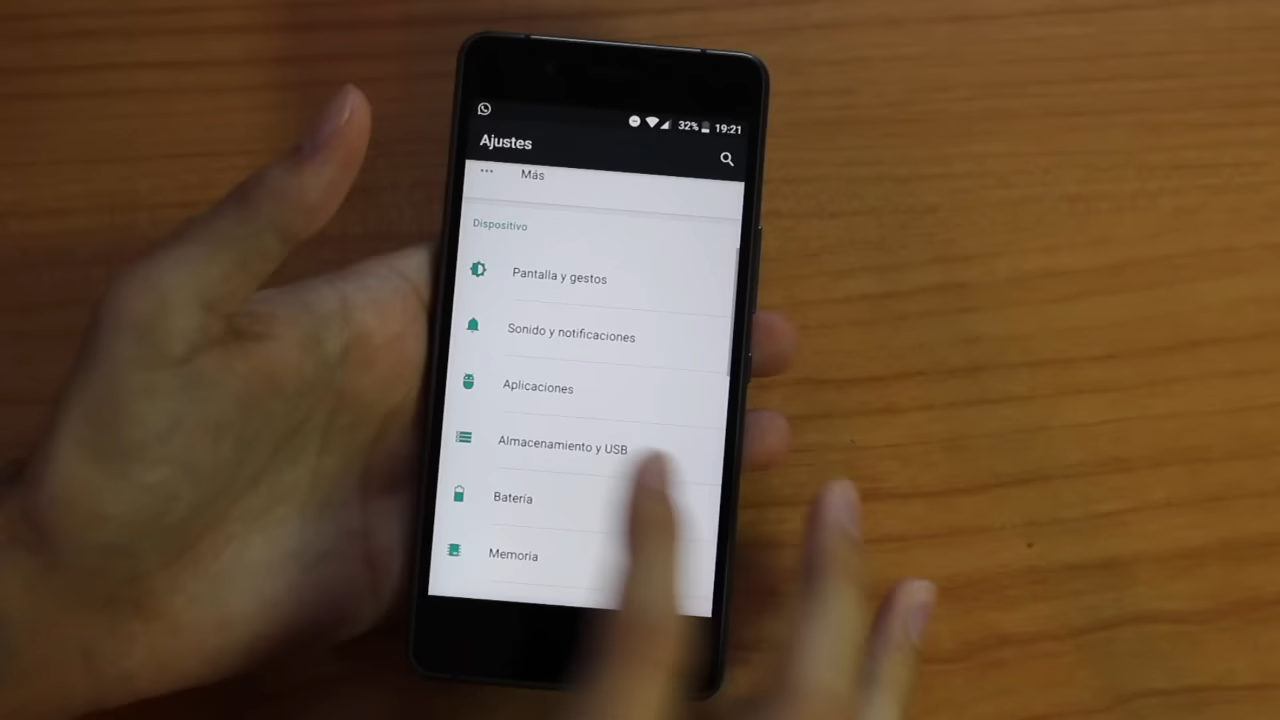 32% 19:21
Ajustes
Más
Dispositivo
Pantalla y gestos
Sonido y notificaciones
Aplicaciones
Almacenamiento y USB
Batería
Memoria